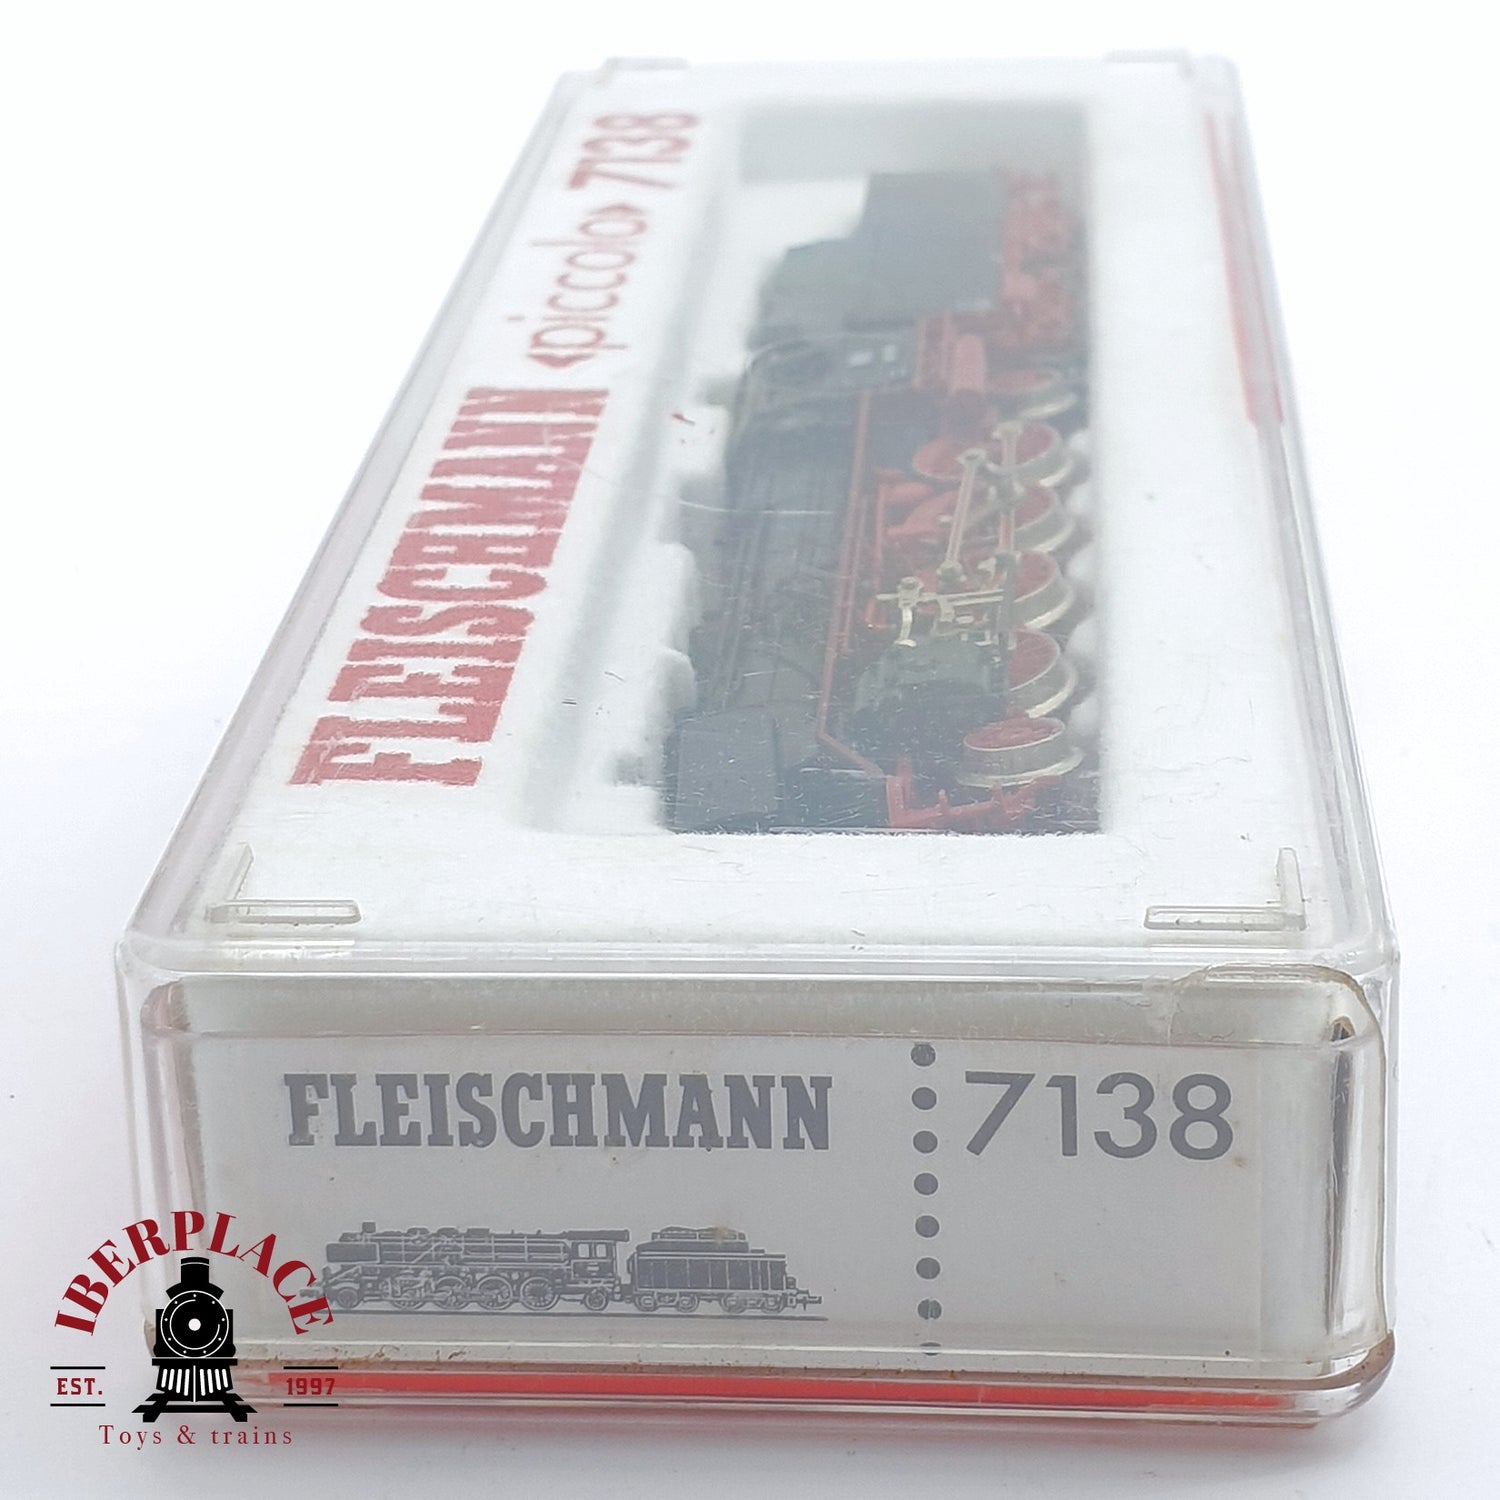 FLEISCHMANN «piccolo» 7138
FLEISCHMANN 7138
IBERPLACE
EST. 1997
Toys & trains